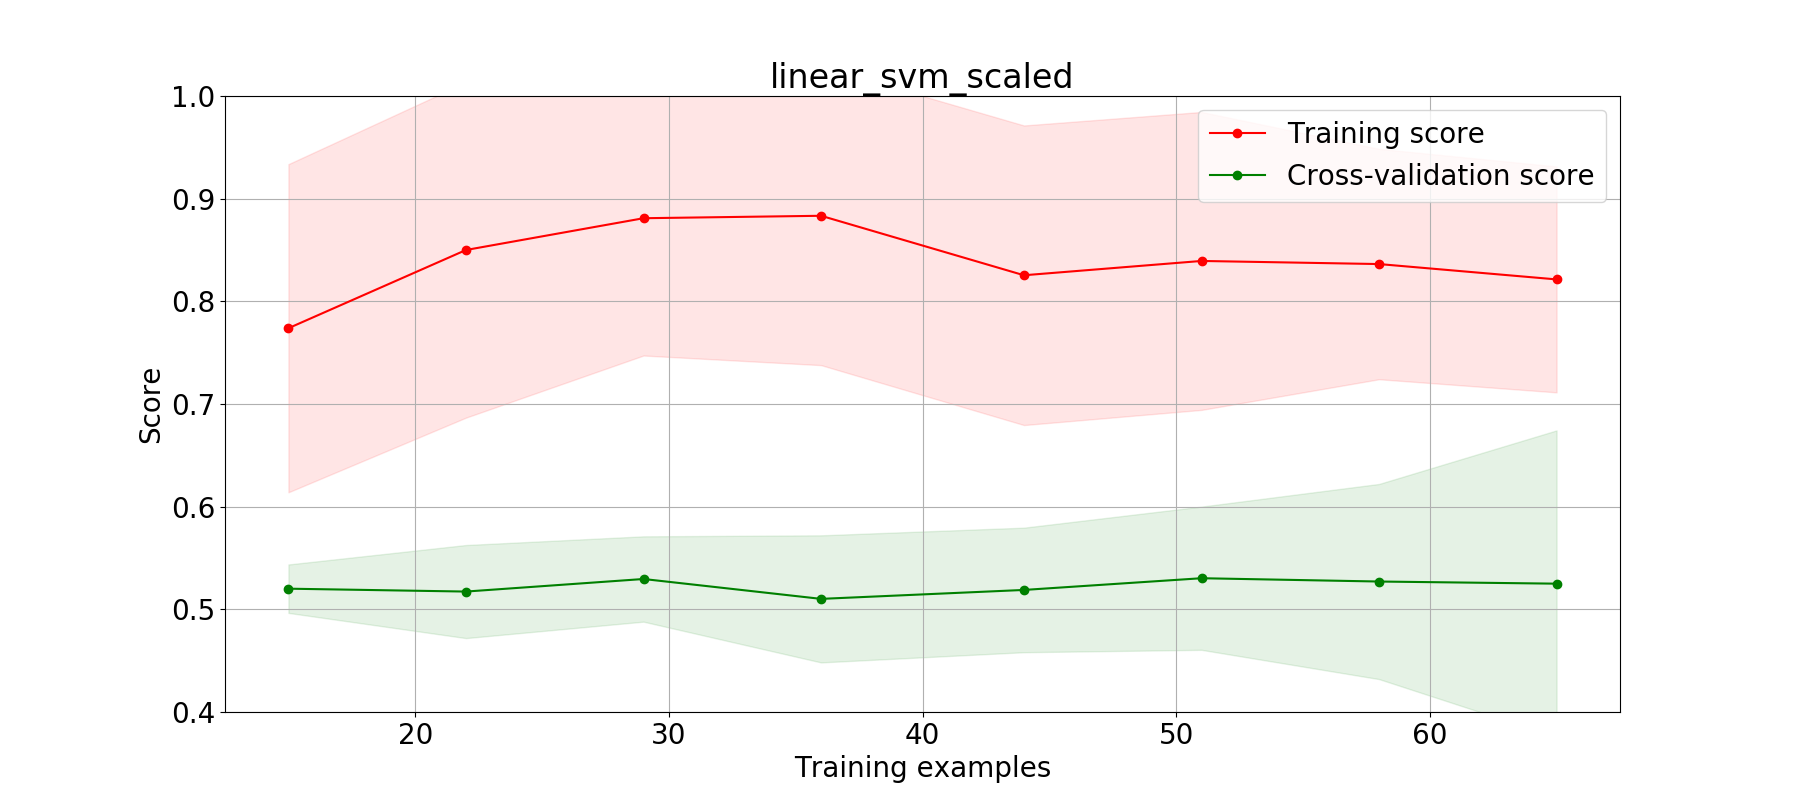 linear_svm_scaled
Training score
Cross-validation score
1.0
0.9
0.8
0.7
0.6
0.5
0.4
Score
20 30 40 50 60
Training examples